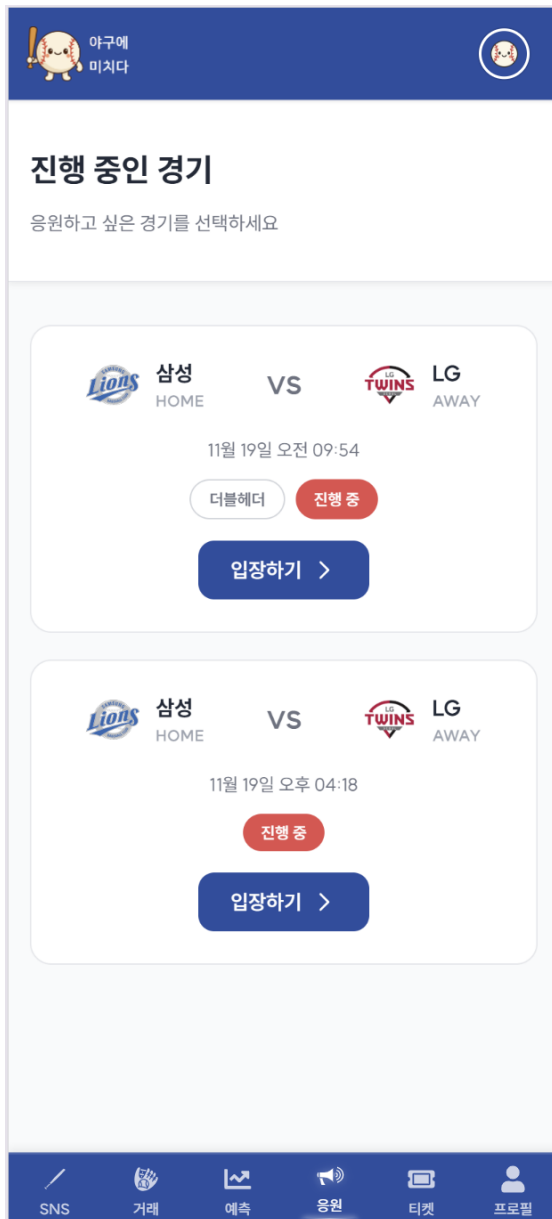 야구에
미치다
진행 중인 경기
응원하고 싶은 경기를 선택하세요
Lions 삼성 HOME VS LG TWINS LG AWAY
11월 19일 오전 09:54
더블헤더 진행 중
입장하기
Lions 삼성 HOME VS LG TWINS LG AWAY
11월 19일 오후 04:18
진행 중
입장하기
SNS 거래 예측 응원 티켓 프로필